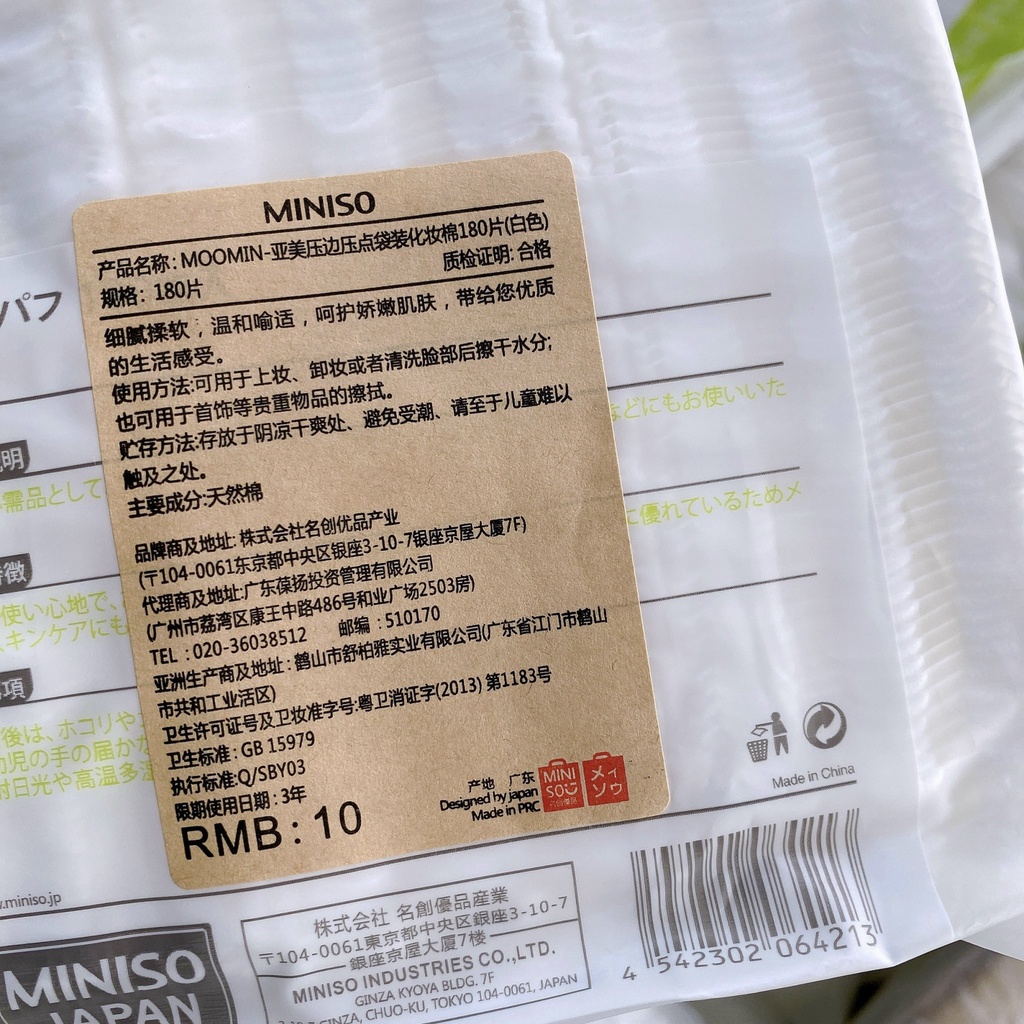 MINISO
产品名称：MOOMIN-亚美压边压点袋装化妆棉180片(白色)
规格：180片 质检证明: 合格
细腻揉软，温和喻适，呵护娇嫩肌肤，带给您优质
的生活感受。
使用方法:可用于上妆、卸妆或者清洗脸部后擦干水分;
也可用于首饰等贵重物品的擦拭。
贮存方法:存放于阴凉干爽处、避免受潮、请至于儿童难以
触及之处。
主要成分:天然棉
品牌商及地址: 株式会社名创优品产业
(〒104-0061东京都中央区银座3-10-7银座京屋大厦7F)
代理商及地址:广东葆扬投资管理有限公司
(广州市荔湾区康王中路486号和业广场2503房)
TEL：020-36038512 邮编：510170
亚洲生产商及地址: 鹤山市舒柏雅实业有限公司(广东省江门市鹤山
市共和工业活区)
卫生许可证号及卫妆准字号:粤卫消证字(2013) 第1183号
卫生标准: GB 15979
执行标准:Q/SBY03
限期使用日期: 3年
RMB: 10
产地 广东
Designed by japan
Made in PRC
MINI
SO
メイ
ソウ
パフ
明
需品として
などにもお使いいた
に優れているためメ
特徴
使い心地で、
スキンケアにも
項
後は、ホコリや
幼児の手の届かな
射日光や高温多湿
Made in China
w.miniso.jp
MINISO
JAPAN
株式会社 名創優品産業
〒104-0061東京都中央区銀座3-10-7
銀座京屋大厦7楼
MINISO INDUSTRIES CO.,LTD.
GINZA KYOYA BLDG. 7F
GINZA, CHUO-KU, TOKYO 104-0061, JAPAN
4 542302 064213